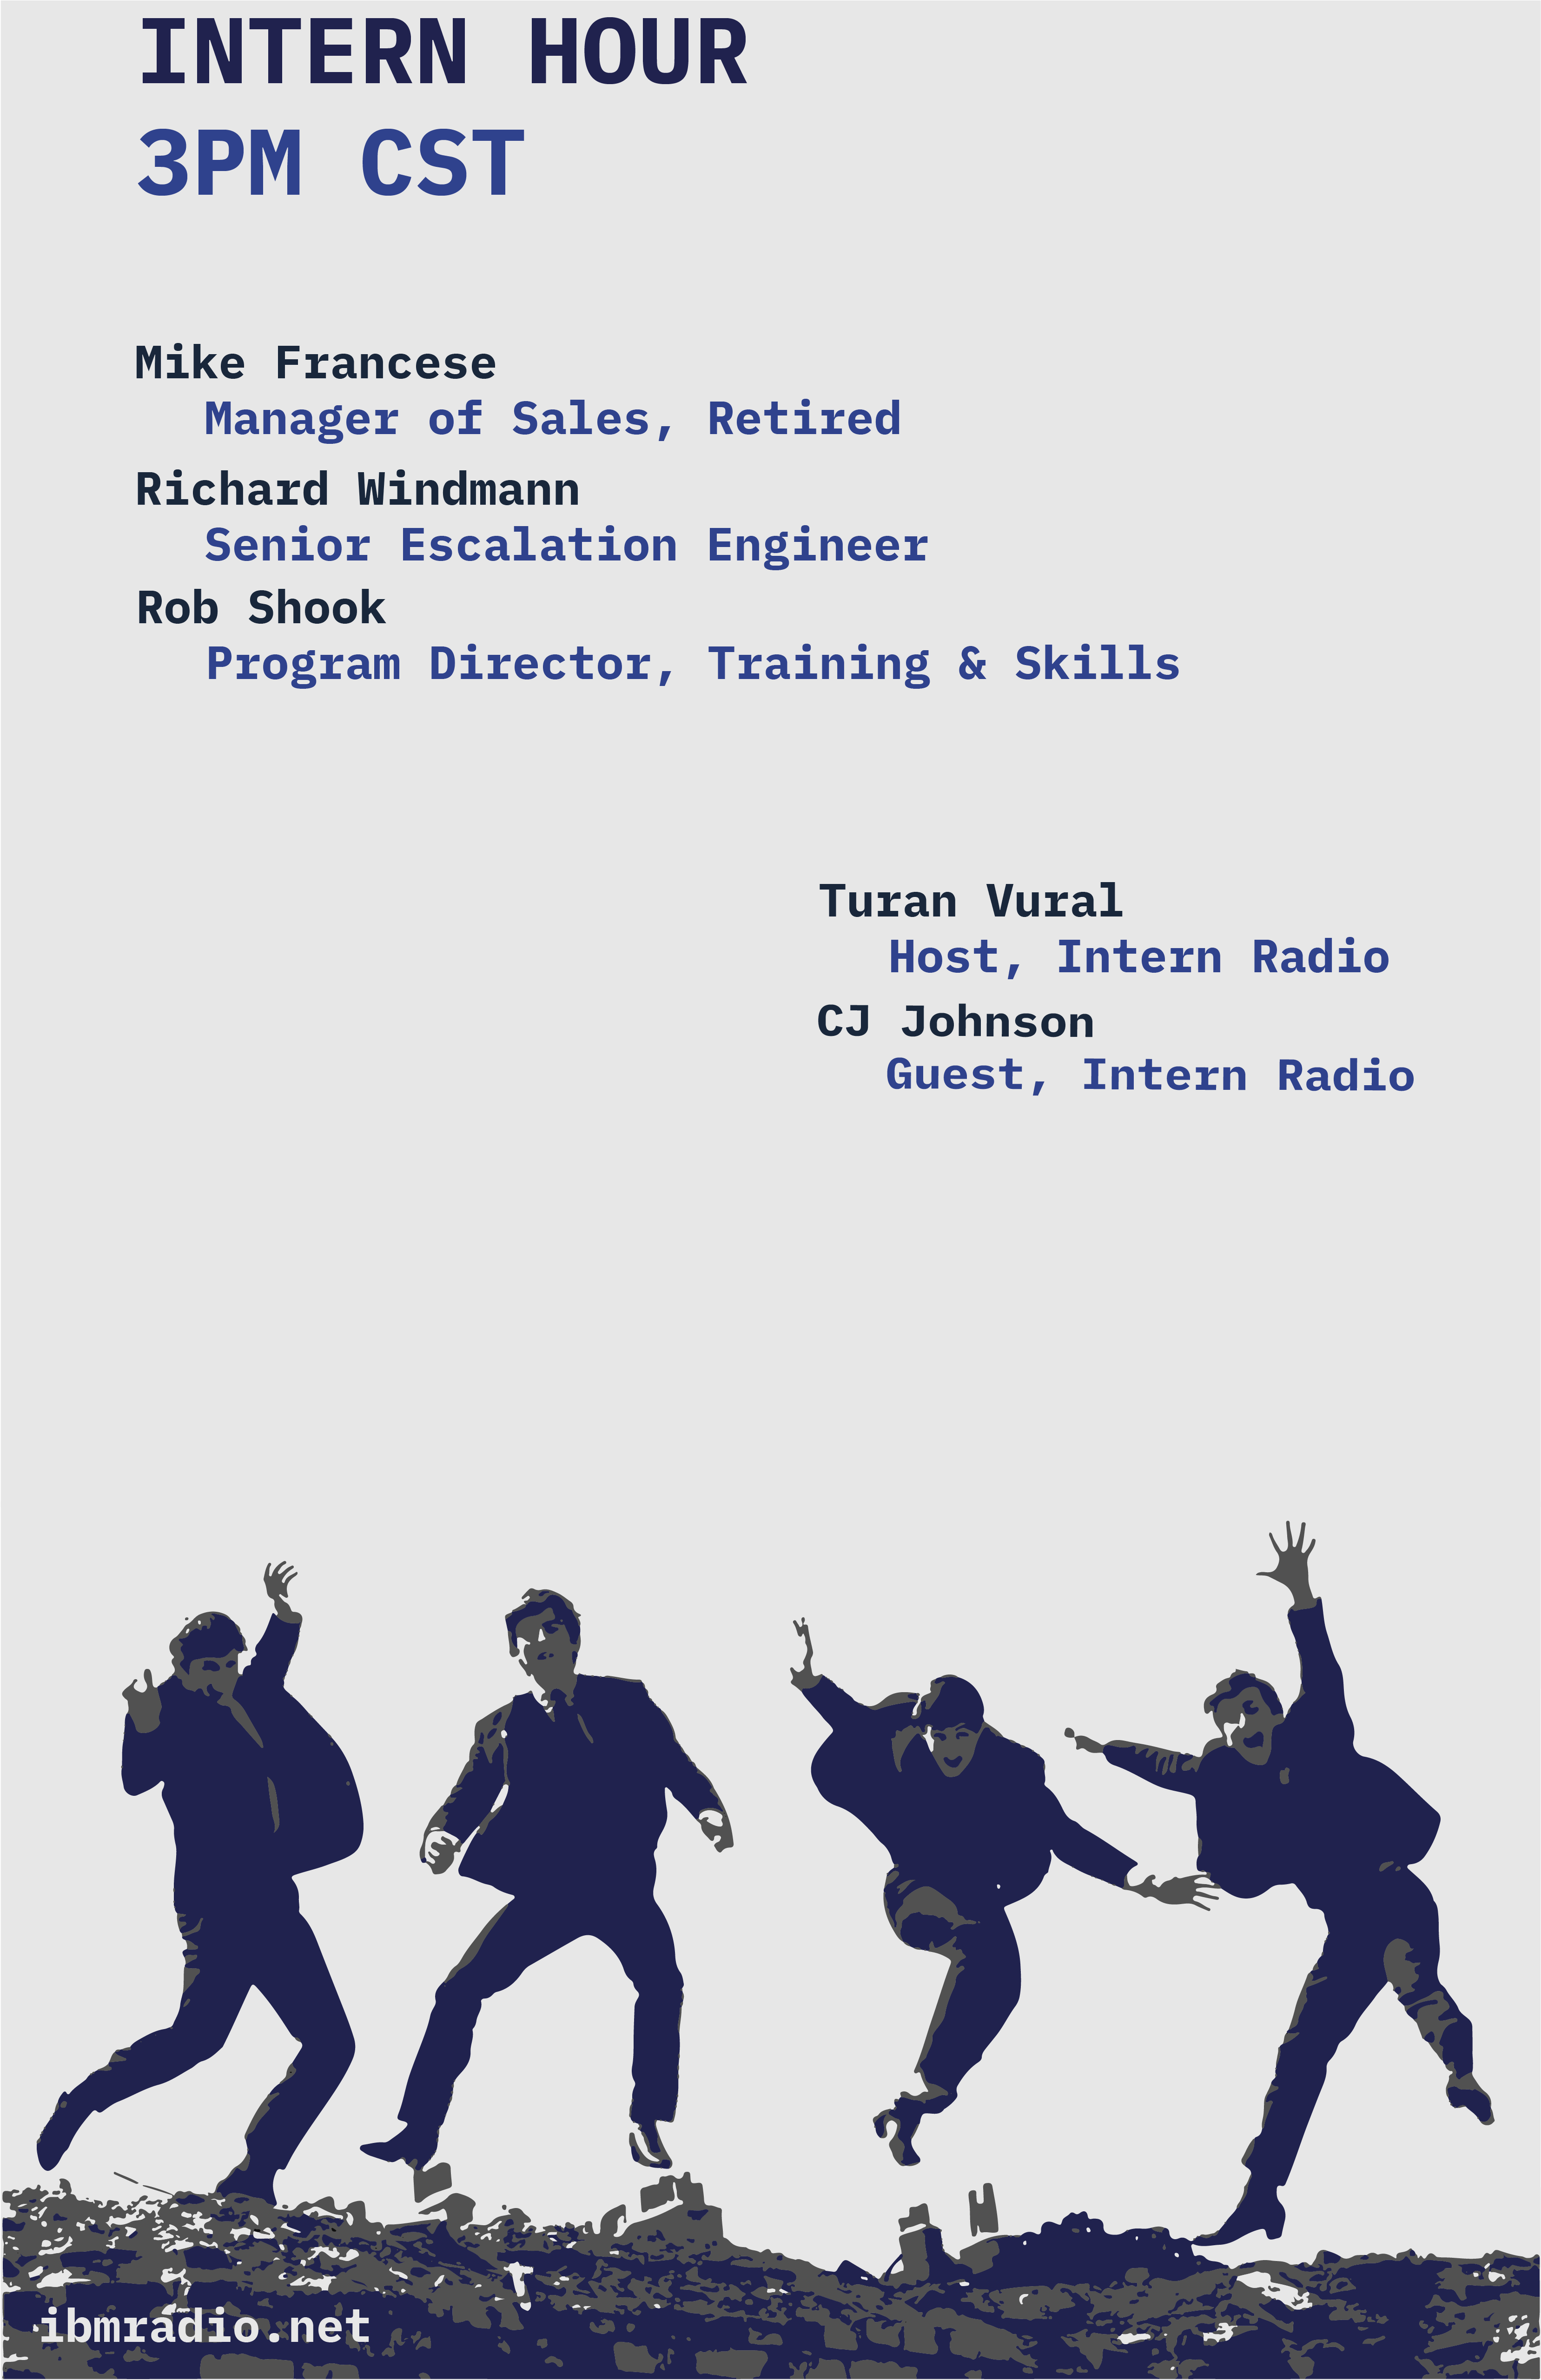 INTERN HOUR
3PM CST
Mike Francese
Manager of Sales, Retired
Richard Windmann
Senior Escalation Engineer
Rob Shook
Program Director, Training & Skills
Turan Vural
Host, Intern Radio
CJ Johnson
Guest, Intern Radio
ibmradio.net